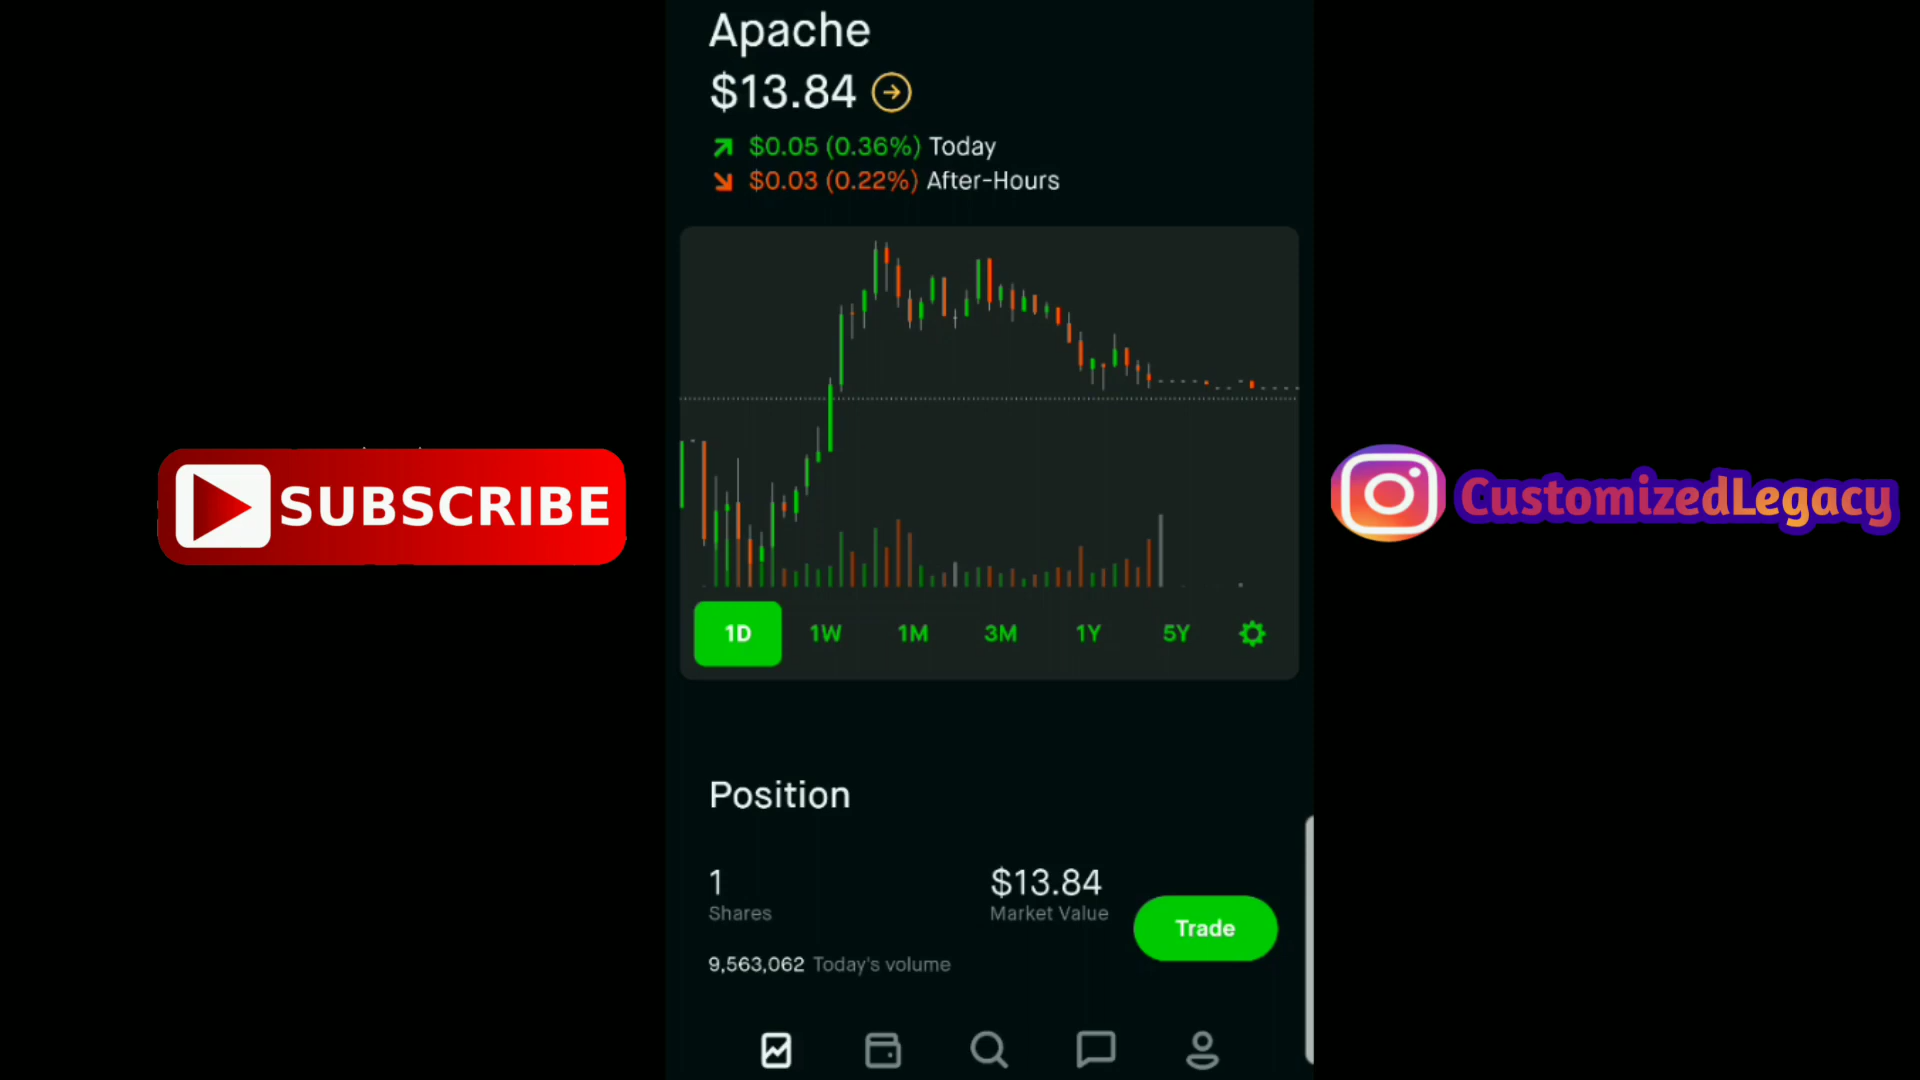 Apache
$13.84
$0.05 (0.36%) Today
$0.03 (0.22%) After-Hours
SUBSCRIBE
CustomizedLegacy
1D 1W 1M 3M 1Y 5Y
Position
1 $13.84
Shares Market Value
Trade
9,563,062 Today's volume